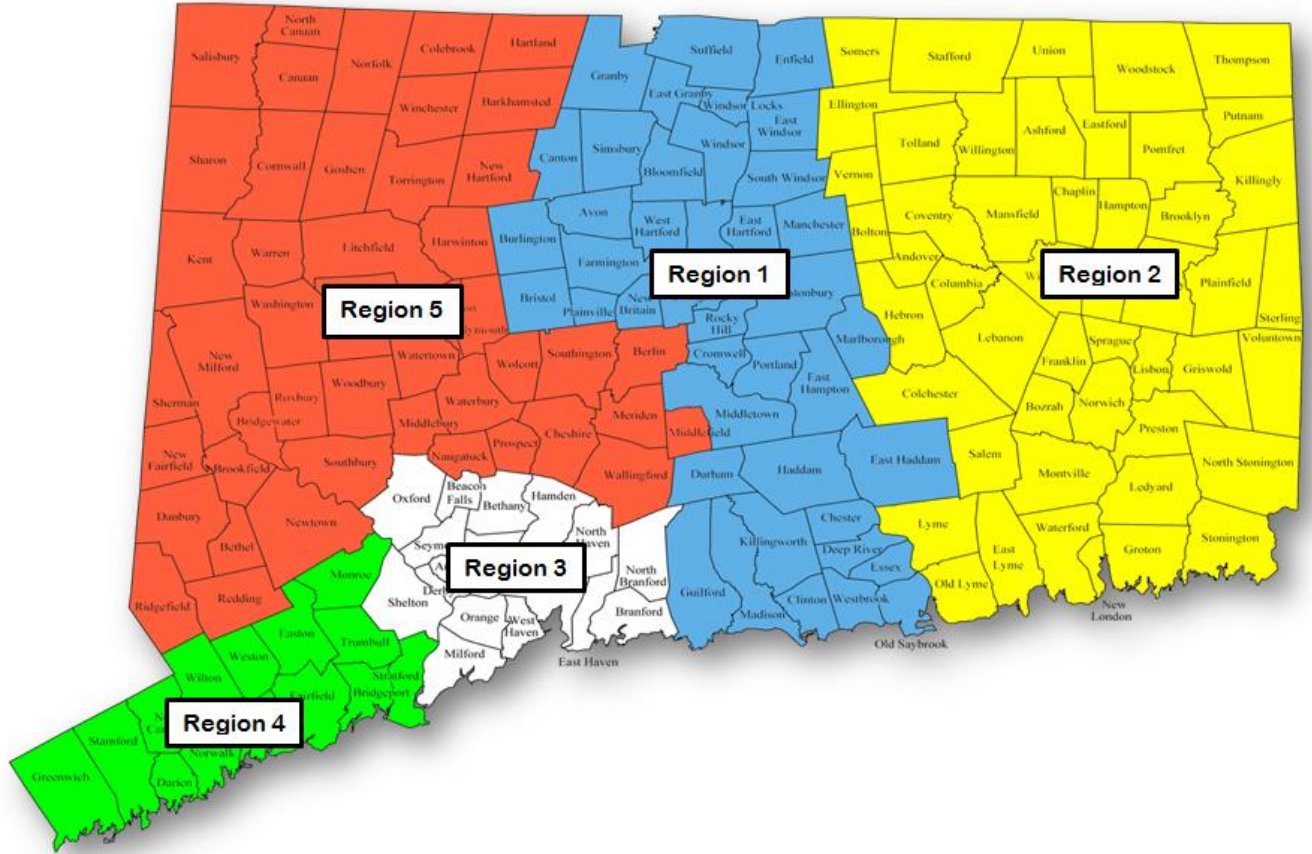 North
Canaan
Salisbury
Canaan
Norfolk
Colebrook
Hartland
Winchester
Barkhamsted
Sharon
Cornwall
Goshen
Torrington
New
Hartford
Kent
Warren
Litchfield
Harwinton
Washington
Region 5
New
Milford
Watertown
Woodbury
Roxbury
Sherman
Bridgewater
Wolcott
Southington
Berlin
Waterbury
Middlebury
Meriden
Middlefield
Cheshire
Prospect
Naugatuck
Wallingford
Southbury
New
Fairfield
Brookfield
Danbury
Newtown
Bethel
Redding
Ridgefield
Granby
Suffield
Enfield
East Granby
Windsor Locks
East
Windsor
Canton
Simsbury
Windsor
Bloomfield
South Windsor
Avon
West
Hartford
East
Hartford
Manchester
Burlington
Farmington
Region 1
Bristol
Plainville
New
Britain
Rocky
Hill
Marlborough
Cromwell
Portland
East
Hampton
Middletown
Durham
Haddam
East Haddam
Chester
Killingworth
Deep River
Essex
Guilford
Madison
Clinton
Westbrook
Old Saybrook
Somers
Stafford
Union
Woodstock
Thompson
Ellington
Tolland
Willington
Ashford
Eastford
Putnam
Pomfret
Vernon
Killingly
Coventry
Mansfield
Chaplin
Hampton
Brooklyn
Bolton
Andover
Columbia
Region 2
Plainfield
Sterling
Hebron
Lebanon
Franklin
Sprague
Lisbon
Griswold
Voluntown
Colchester
Bozrah
Norwich
Preston
Salem
Montville
Ledyard
North Stonington
Lyme
East
Lyme
Waterford
Groton
Stonington
Old Lyme
New
London
Oxford
Beacon
Falls
Bethany
Hamden
North
Haven
Region 3
North
Branford
Shelton
Orange
West
Haven
Branford
Milford
East Haven
Monroe
Easton
Trumbull
Weston
Wilton
Stratford
Fairfield
Bridgeport
Region 4
Norwalk
Stamford
Darien
Greenwich